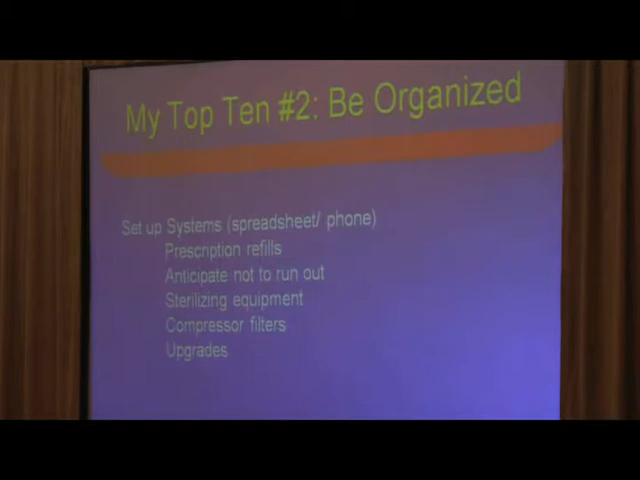 My Top Ten #2: Be Organized
Set up Systems (spreadsheet/ phone)
Prescription refills
Anticipate not to run out
Sterilizing equipment
Compressor filters
Upgrades